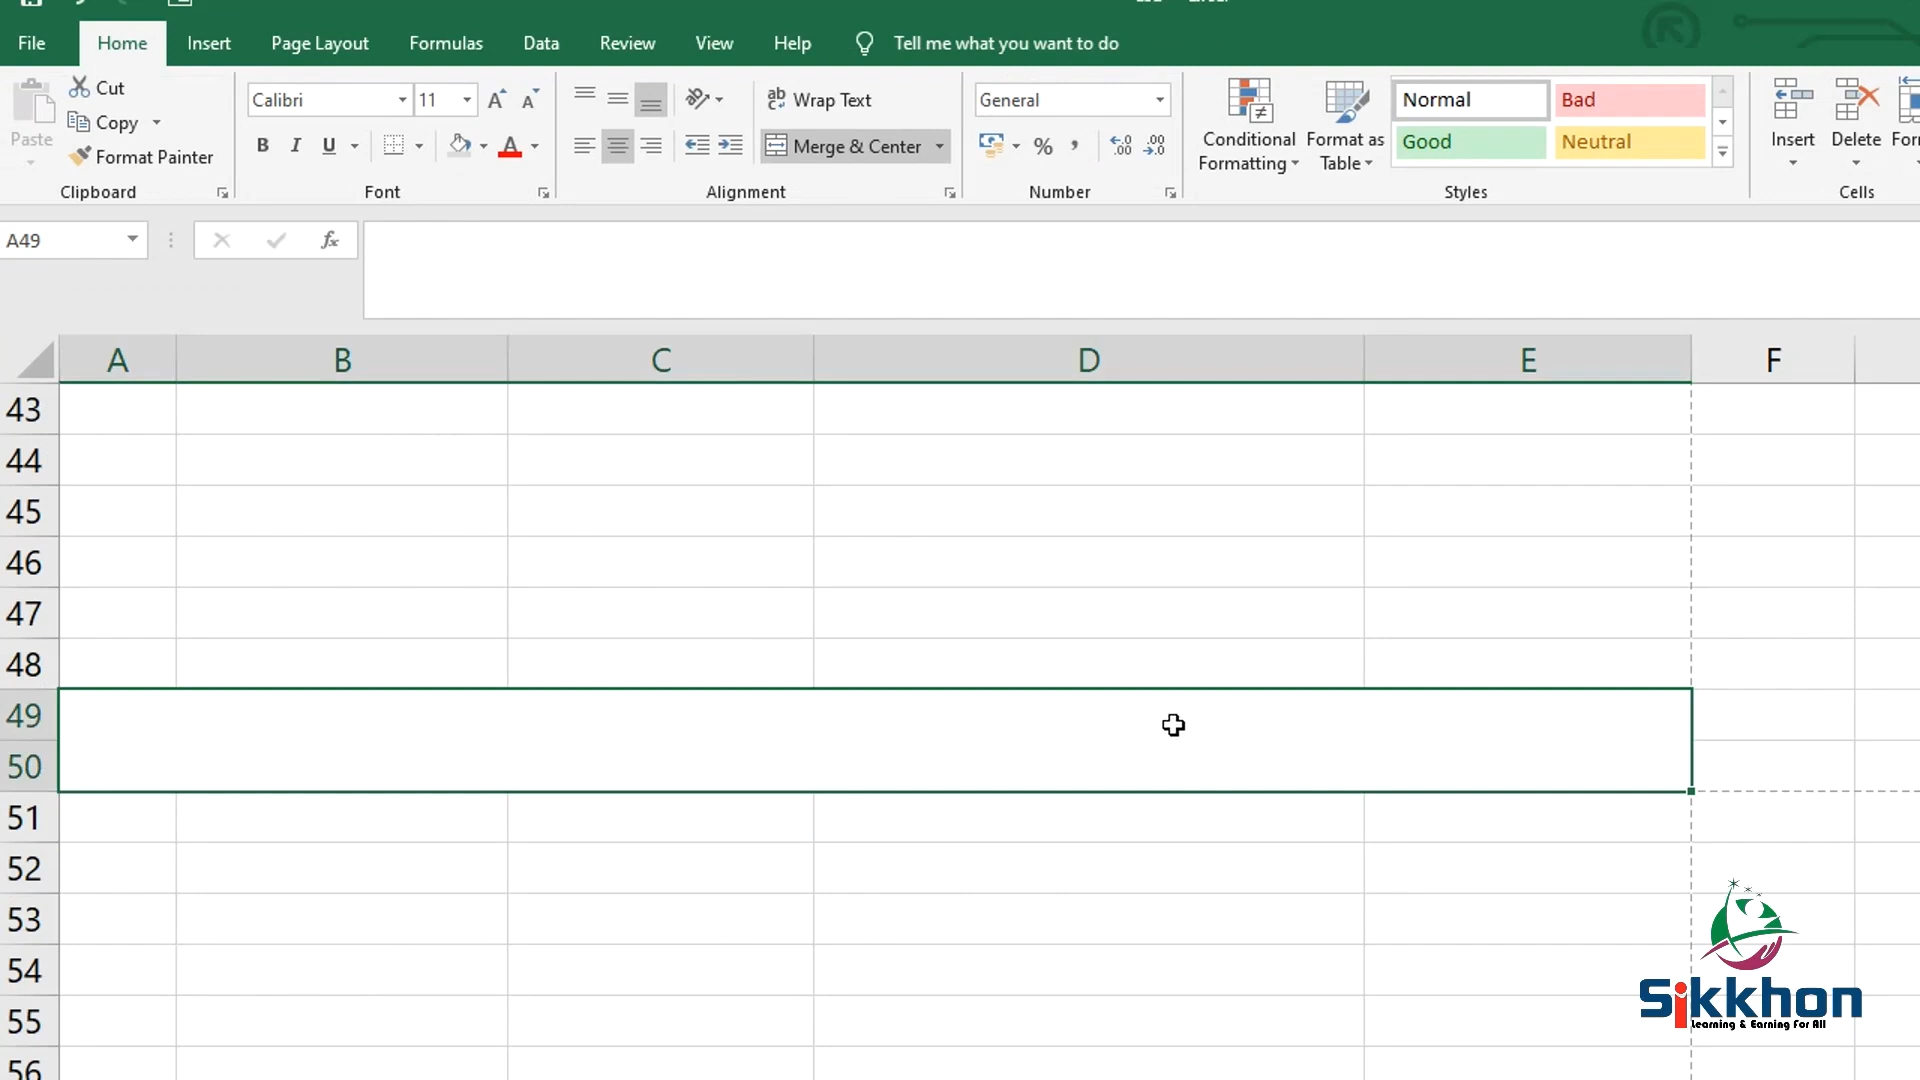 File Home Insert Page Layout Formulas Data Review View Help Tell me what you want to do
Paste
Cut
Copy
Format Painter
Clipboard
Calibri 11
B I U
Font
Wrap Text
Merge & Center
Alignment
General
%
Number
Conditional Formatting
Format as Table
Normal Bad
Good Neutral
Styles
Insert Delete
Cells
A49
fx
A B C D E F
43
44
45
46
47
48
49
50
51
52
53
54
55
56
Sikkhon
Learning & Earning For All